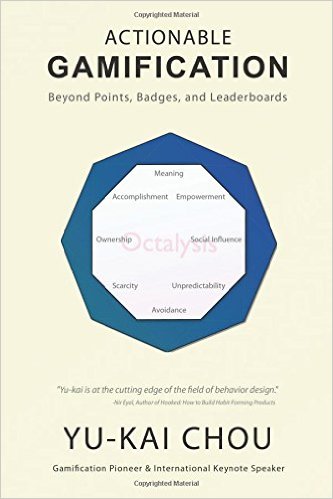 Copyrighted Material
ACTIONABLE
GAMIFICATION
Beyond Points, Badges, and Leaderboards
Meaning
Accomplishment Empowerment
Ownership Octalysis Social Influence
Scarcity Unpredictability
Avoidance
"Yu-kai is at the cutting edge of the field of behavior design."
-Nir Eyal, Author of Hooked: How to Build Habit Forming Products
YU-KAI CHOU
Gamification Pioneer & International Keynote Speaker
Copyrighted Material